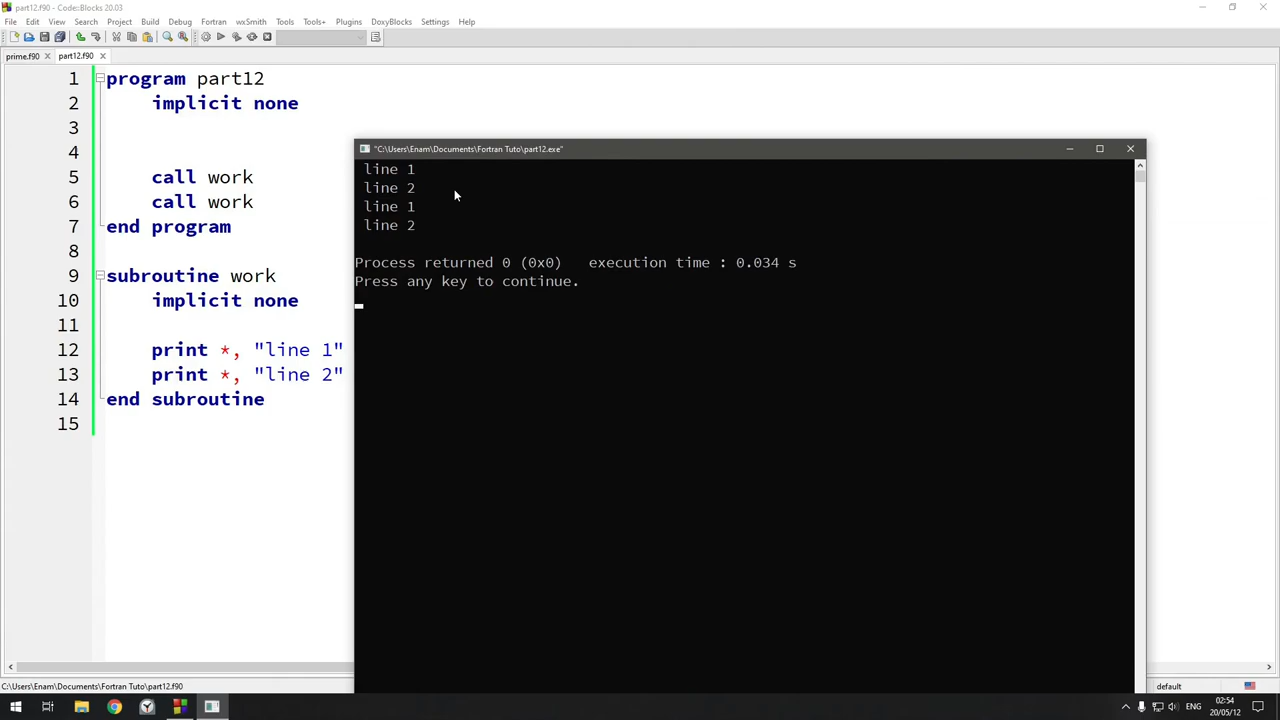 part12.f90 - Code::Blocks 20.03
File Edit View Search Project Build Debug Fortran wxSmith Tools Tools+ Plugins DoxyBlocks Settings Help
prime.f90 part12.f90
1 program part12
2 implicit none
3
4
5 call work
6 call work
7 end program
8
9 subroutine work
10 implicit none
11
12 print *, "line 1"
13 print *, "line 2"
14 end subroutine
15
"C:\Users\Enam\Documents\Fortran Tuto\part12.exe"
line 1
line 2
line 1
line 2
Process returned 0 (0x0) execution time : 0.034 s
Press any key to continue.
C:\Users\Enam\Documents\Fortran Tuto\part12.f90
default
ENG
02:54
20/05/12